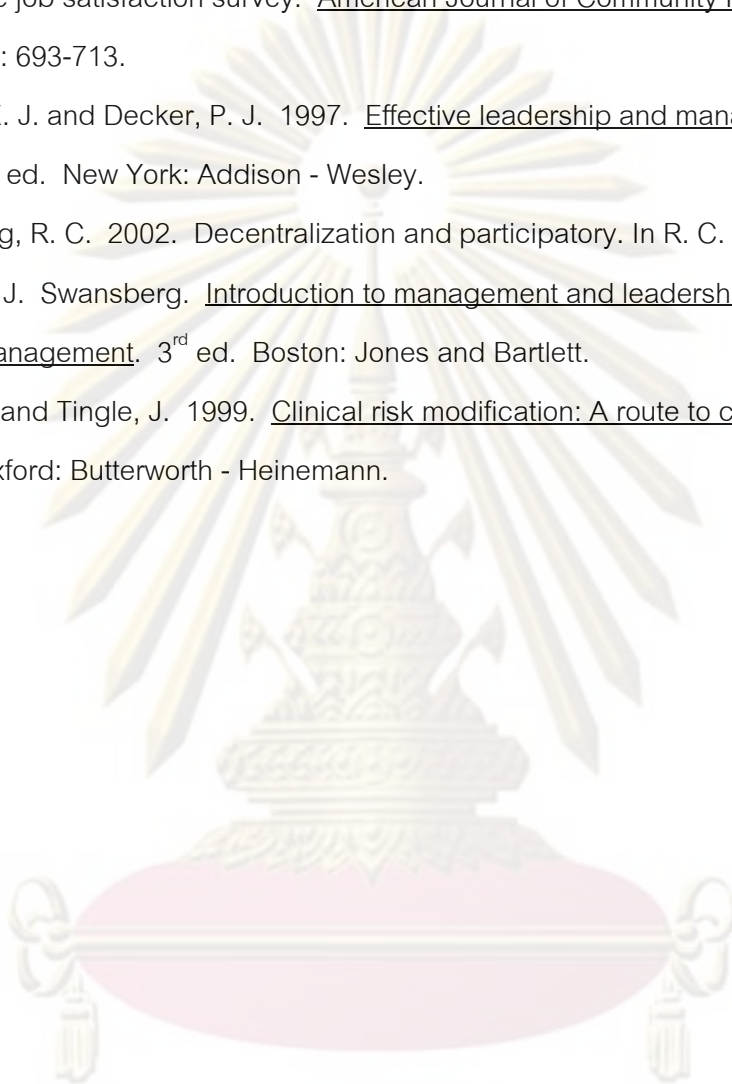 job satisfaction survey. American Journal of Community
: 693-713.
. J. and Decker, P. J. 1997. Effective leadership and
ed. New York: Addison - Wesley.
g, R. C. 2002. Decentralization and participatory. In R. C.
J. Swansberg. Introduction to management and
anagement. 3rd ed. Boston: Jones and Bartlett.
and Tingle, J. 1999. Clinical risk modification: A route to
xford: Butterworth - Heinemann.